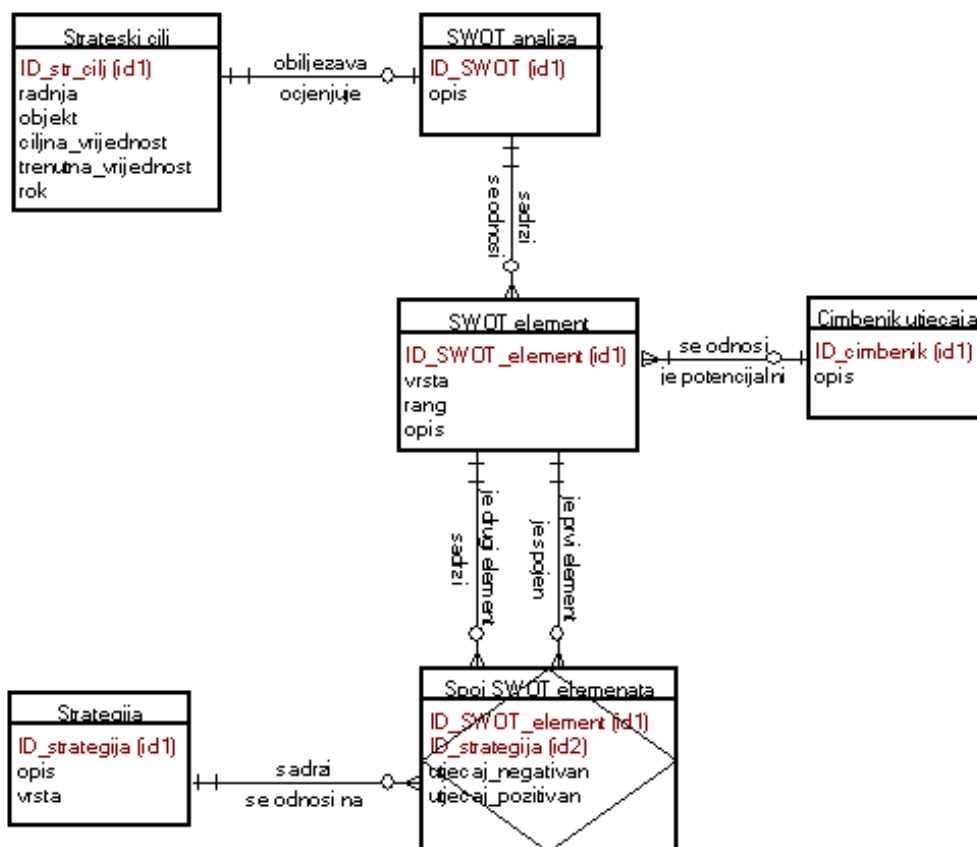 Strateski cilj
ID_str_cilj (id1)
radnja
objekt
ciljna_vrijednost
trenutna_vrijednost
rok
obiljezava
ocjenjuje
SWOT analiza
ID_SWOT (id1)
opis
sadrzi
se odnosi
SWOT element
ID_SWOT_element (id1)
vrsta
rang
opis
se odnosi
je potencijalni
Cimbenik utjecaja
ID_cimbenik (id1)
opis
je drugi element
sadrzi
je prvi element
je spojen
Strategija
ID_strategija (id1)
opis
vrsta
sadrzi
se odnosi na
Spoj SWOT elemenata
ID_SWOT_element (id1)
ID_strategija (id2)
utjecaj_negativan
utjecaj_pozitivan